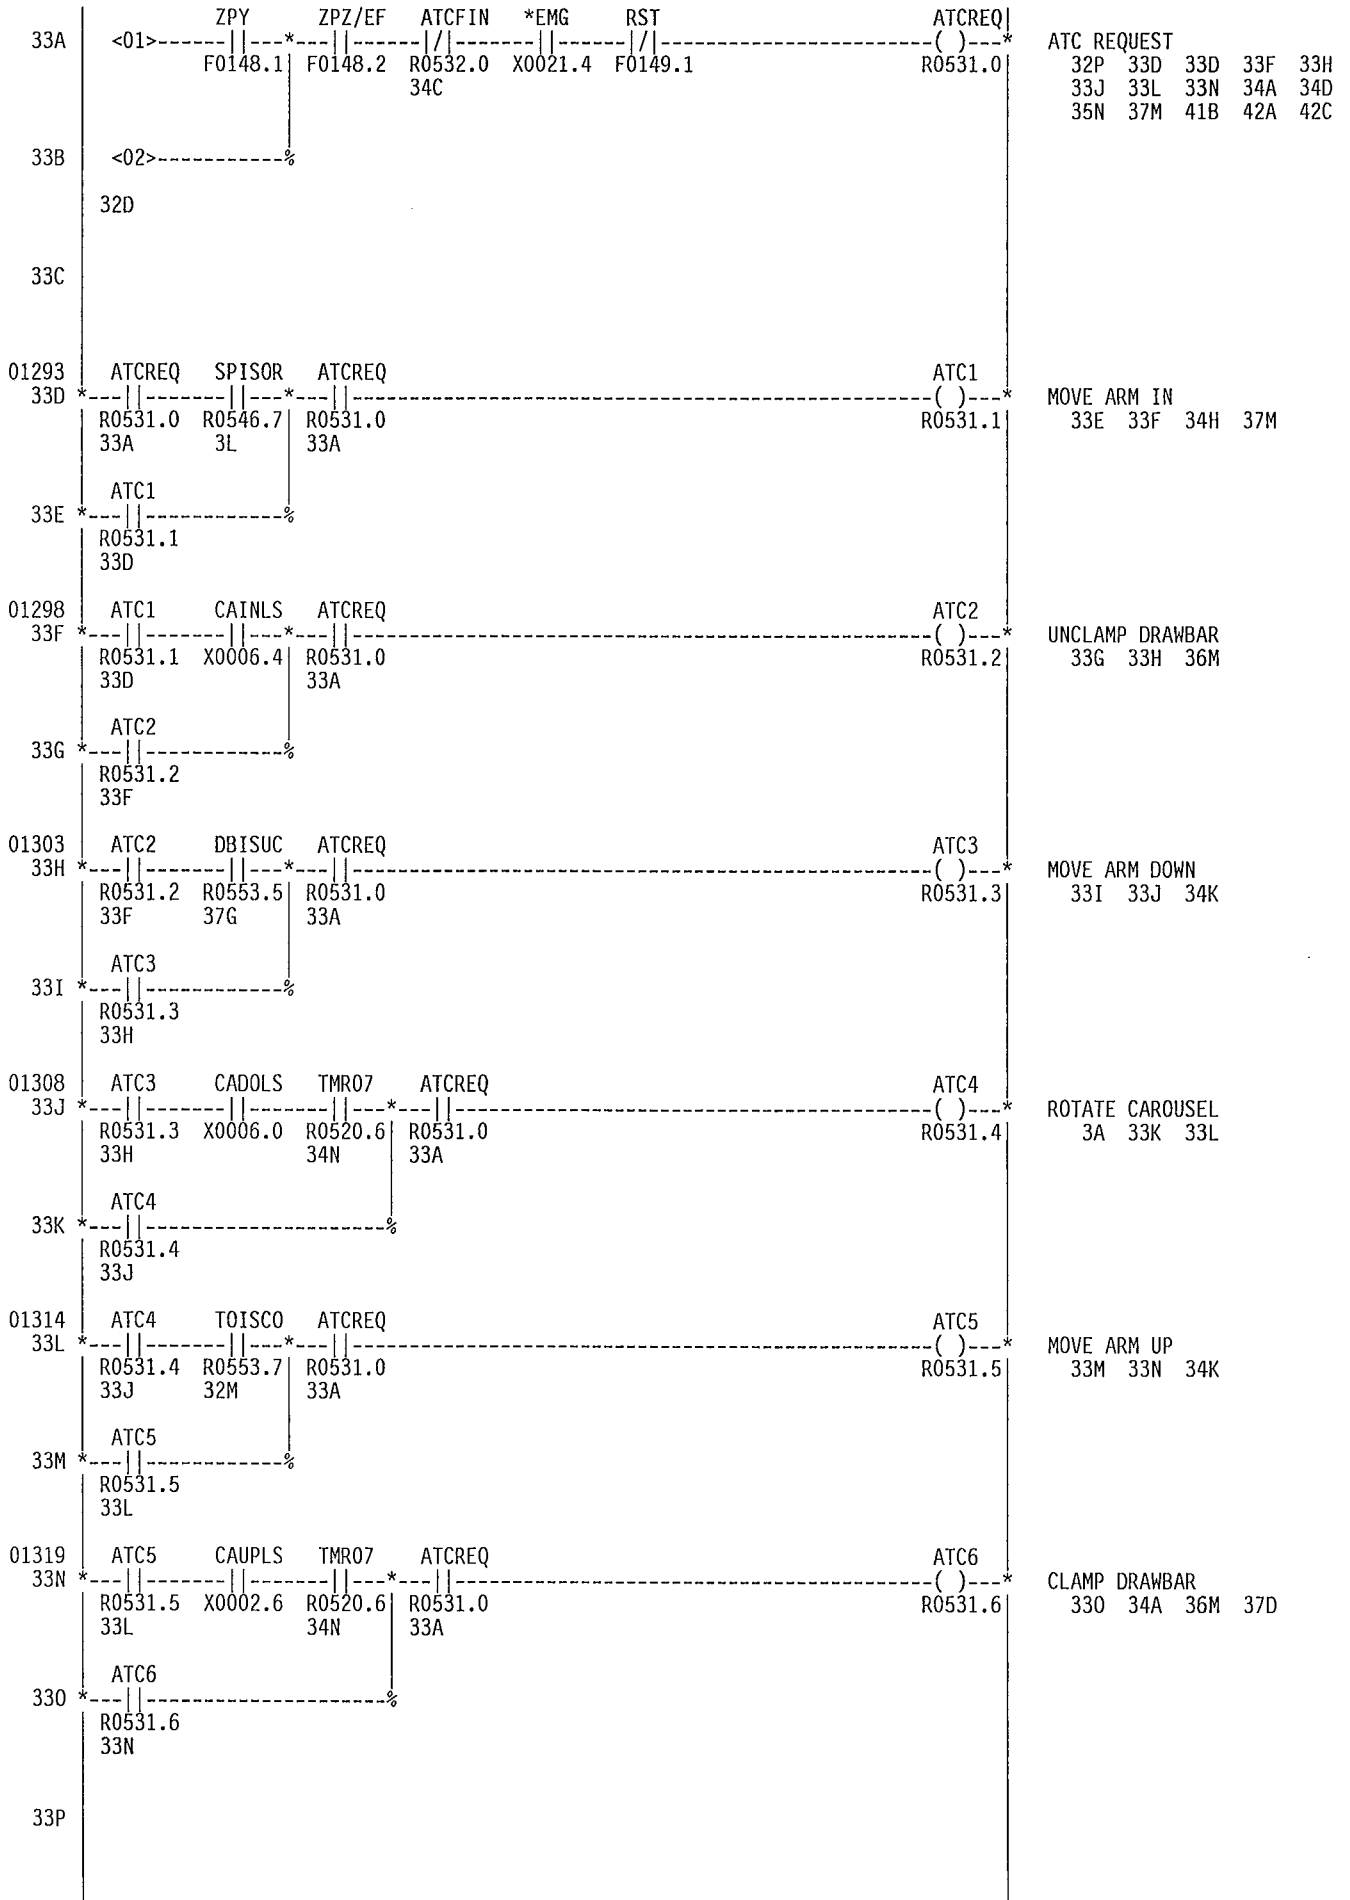 ZPY ZPZ/EF ATCFIN *EMG RST ATCREQ
33A <01>------||---*---||------|/|------||------|/|------( )---* ATC REQUEST
F0148.1 F0148.2 R0532.0 X0021.4 F0149.1 R0531.0 32P 33D 33D 33F 33H
34C 33J 33L 33N 34A 34D
35N 37M 41B 42A 42C
33B <02>-----------%
32D
33C
01293 ATCREQ SPISOR ATCREQ ATC1
33D *---||------||---*---||------( )---* MOVE ARM IN
R0531.0 R0546.7 R0531.0 R0531.1 33E 33F 34H 37M
33A 3L 33A
ATC1
33E *---||------------%
R0531.1
33D
01298 ATC1 CAINLS ATCREQ ATC2
33F *---||------||---*---||------( )---* UNCLAMP DRAWBAR
R0531.1 X0006.4 R0531.0 R0531.2 33G 33H 36M
33D 33A
ATC2
33G *---||------------%
R0531.2
33F
01303 ATC2 DBISUC ATCREQ ATC3
33H *---||------||---*---||------( )---* MOVE ARM DOWN
R0531.2 R0553.5 R0531.0 R0531.3 33I 33J 34K
33F 37G 33A
ATC3
33I *---||------------%
R0531.3
33H
01308 ATC3 CADOLS TMR07 ATCREQ ATC4
33J *---||------||------||---*---||------( )---* ROTATE CAROUSEL
R0531.3 X0006.0 R0520.6 R0531.0 R0531.4 3A 33K 33L
33H 34N 33A
ATC4
33K *---||---------------------%
R0531.4
33J
01314 ATC4 TOISCO ATCREQ ATC5
33L *---||------||---*---||------( )---* MOVE ARM UP
R0531.4 R0553.7 R0531.0 R0531.5 33M 33N 34K
33J 32M 33A
ATC5
33M *---||------------%
R0531.5
33L
01319 ATC5 CAUPLS TMR07 ATCREQ ATC6
33N *---||------||------||---*---||------( )---* CLAMP DRAWBAR
R0531.5 X0002.6 R0520.6 R0531.0 R0531.6 33O 34A 36M 37D
33L 34N 33A
ATC6
33O *---||---------------------%
R0531.6
33N
33P